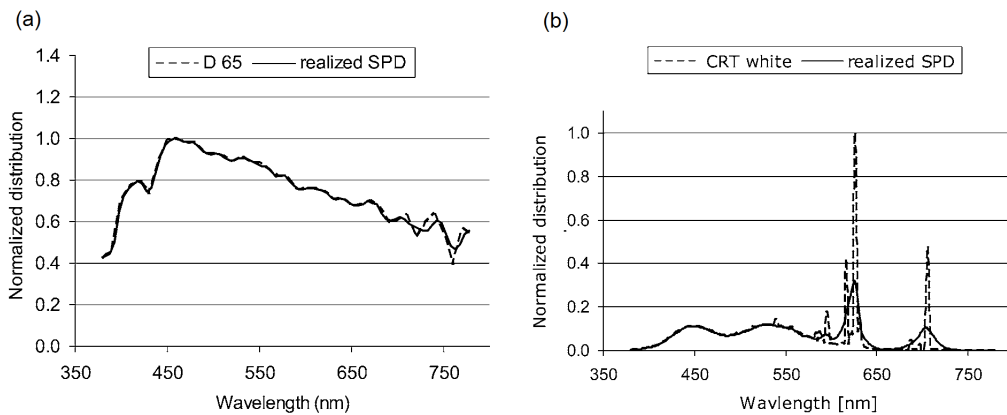 (a)
D 65 realized SPD
1.4
1.2
1.0
0.8
0.6
0.4
0.2
0.0
Normalized distribution
350 450 550 650 750
Wavelength (nm)
(b)
CRT white realized SPD
1.0
0.8
0.6
0.4
0.2
0.0
Normalized distribution
350 450 550 650 750
Wavlength [nm]